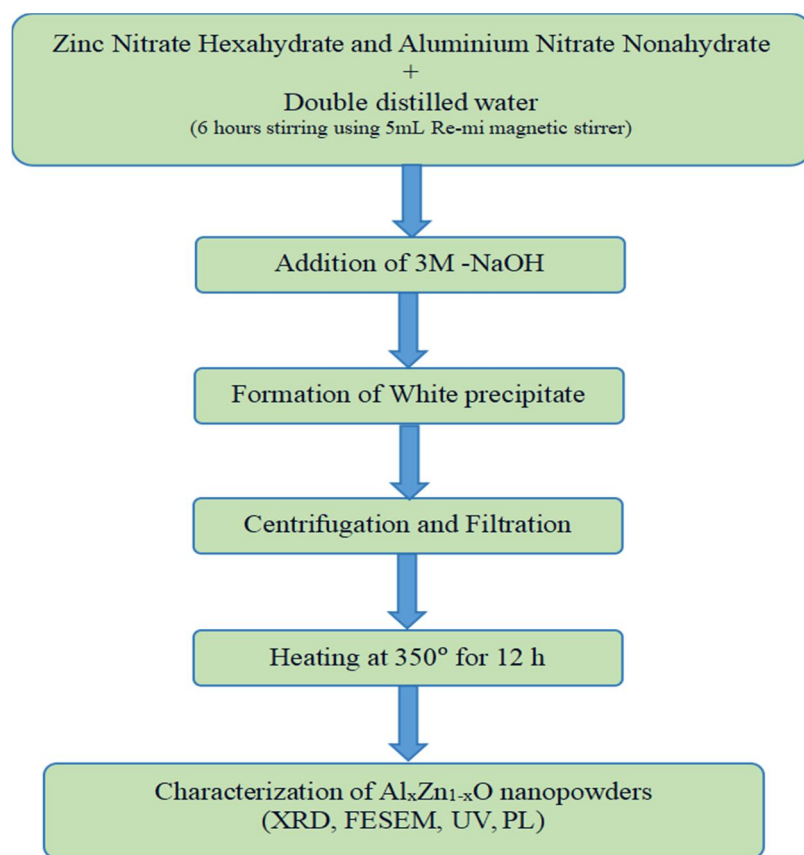 Zinc Nitrate Hexahydrate and Aluminium Nitrate Nonahydrate
+
Double distilled water
(6 hours stirring using 5mL Re-mi magnetic stirrer)
Addition of 3M -NaOH
Formation of White precipitate
Centrifugation and Filtration
Heating at 350° for 12 h
Characterization of AlₓZn₁₋ₓO nanopowders
(XRD, FESEM, UV, PL)